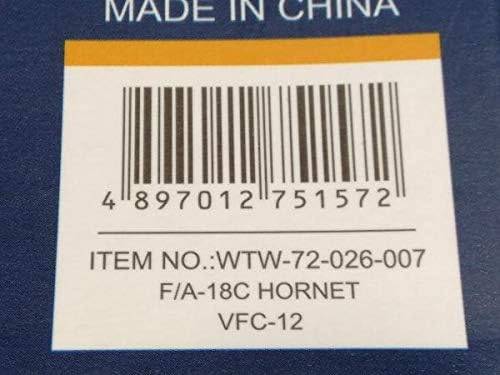 MADE IN CHINA
4 897012 751572
ITEM NO.:WTW-72-026-007
F/A-18C HORNET
VFC-12